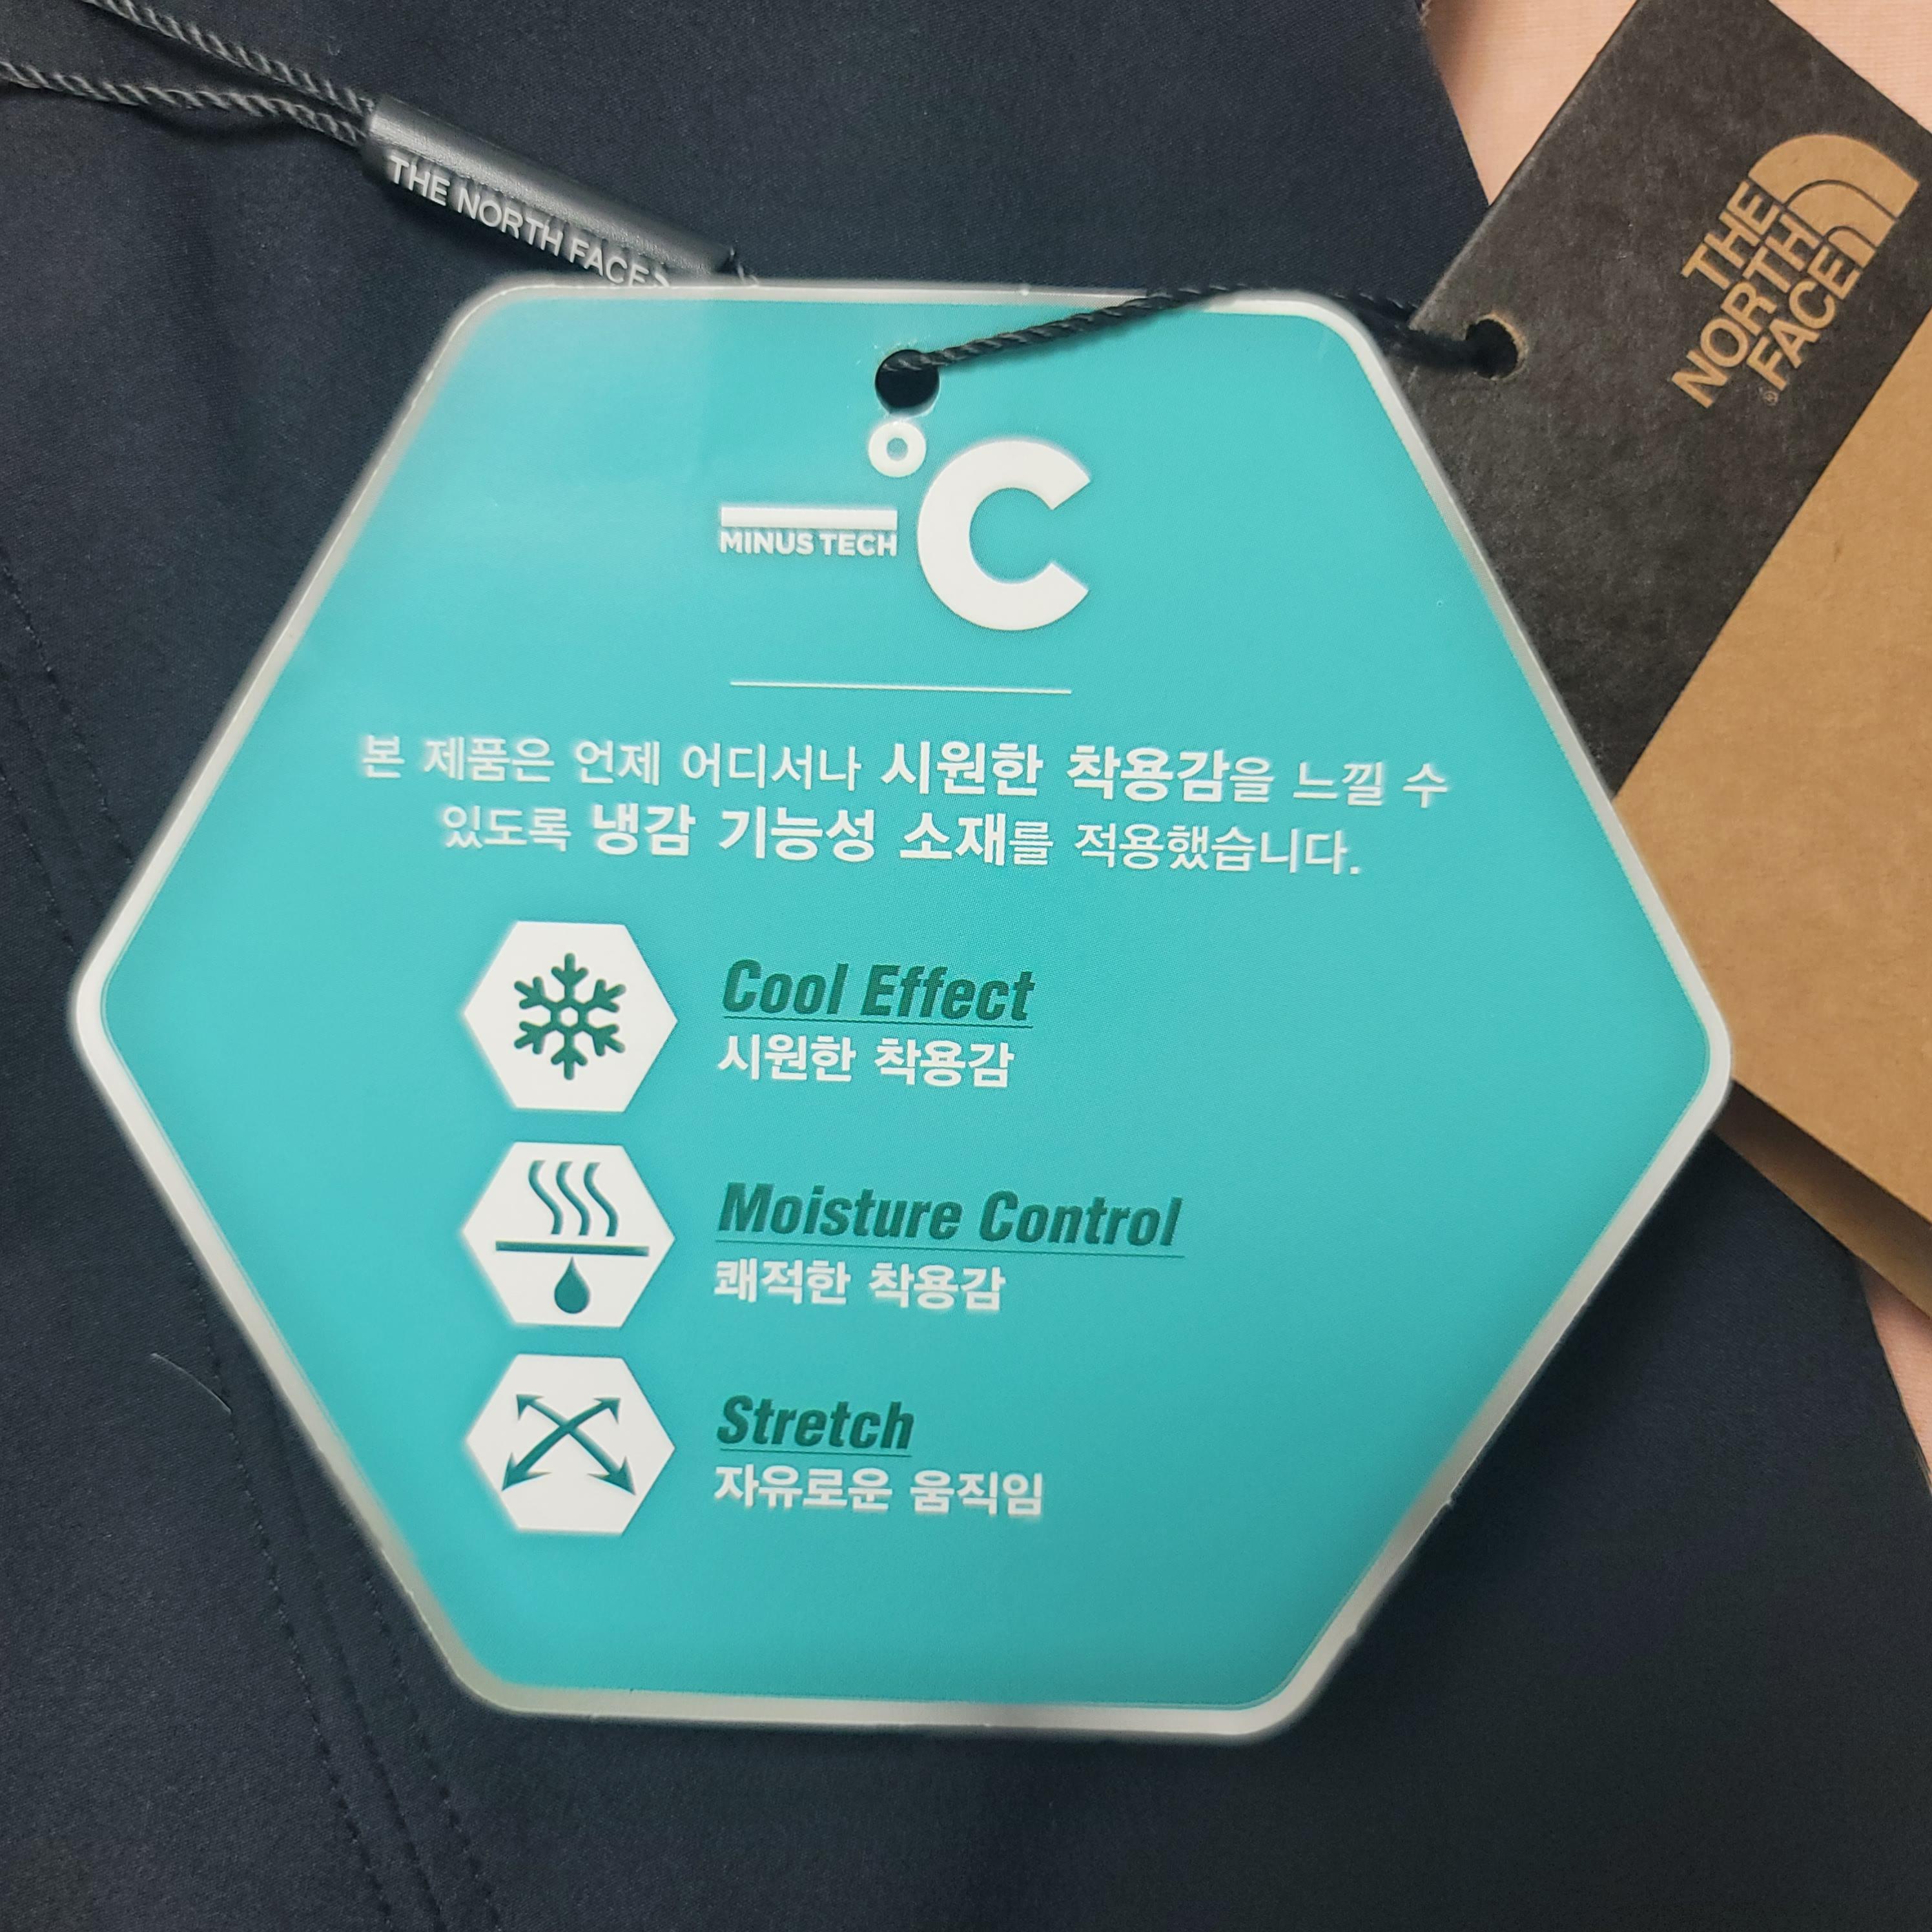 THE NORTH FACE
THE
NORTH
FACE
®
°C
MINUS TECH
본 제품은 언제 어디서나 시원한 착용감을 느낄 수
있도록 냉감 기능성 소재를 적용했습니다.
Cool Effect
시원한 착용감
Moisture Control
쾌적한 착용감
Stretch
자유로운 움직임